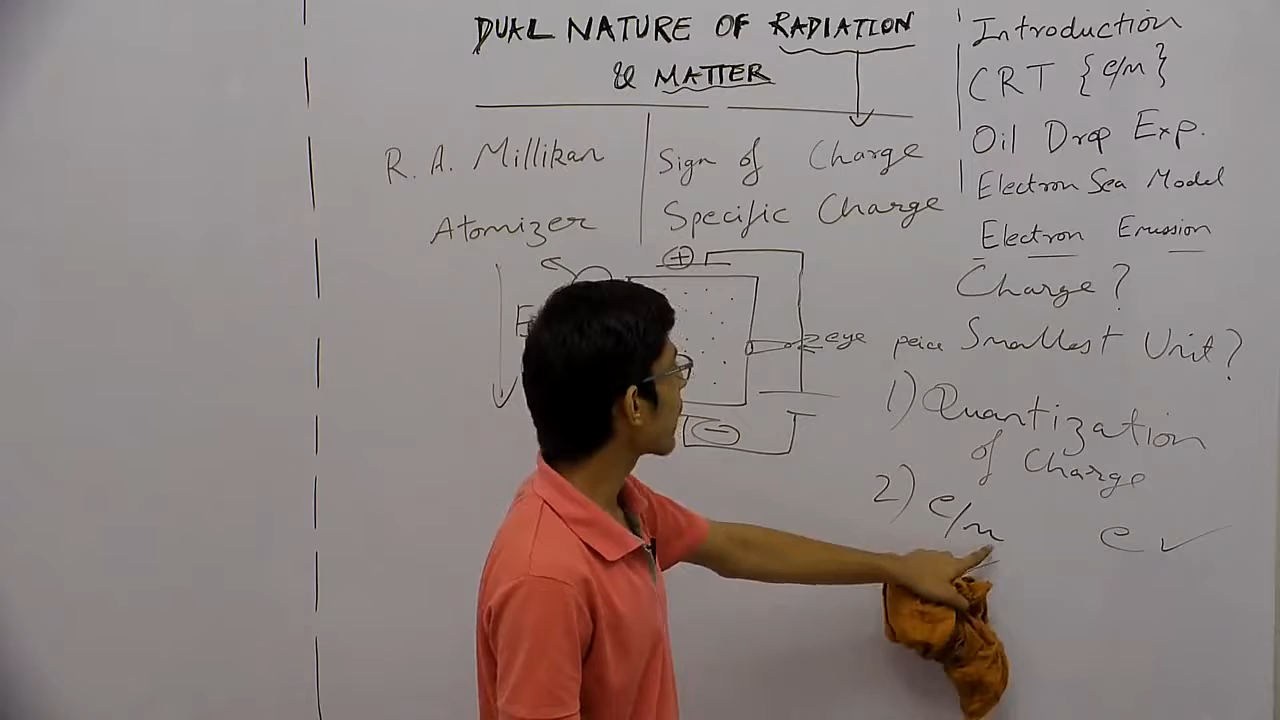 DUAL NATURE OF RADIATION
& MATTER
R. A. Millikan
Atomizer
Sign of Charge
Specific Charge
+
E
eye peice
-
Introduction
CRT {e/m}
Oil Drop Exp.
Electron Sea Model
Electron Emission
Charge?
Smallest Unit?
1) Quantization
of Charge
2) e/m
e ✓